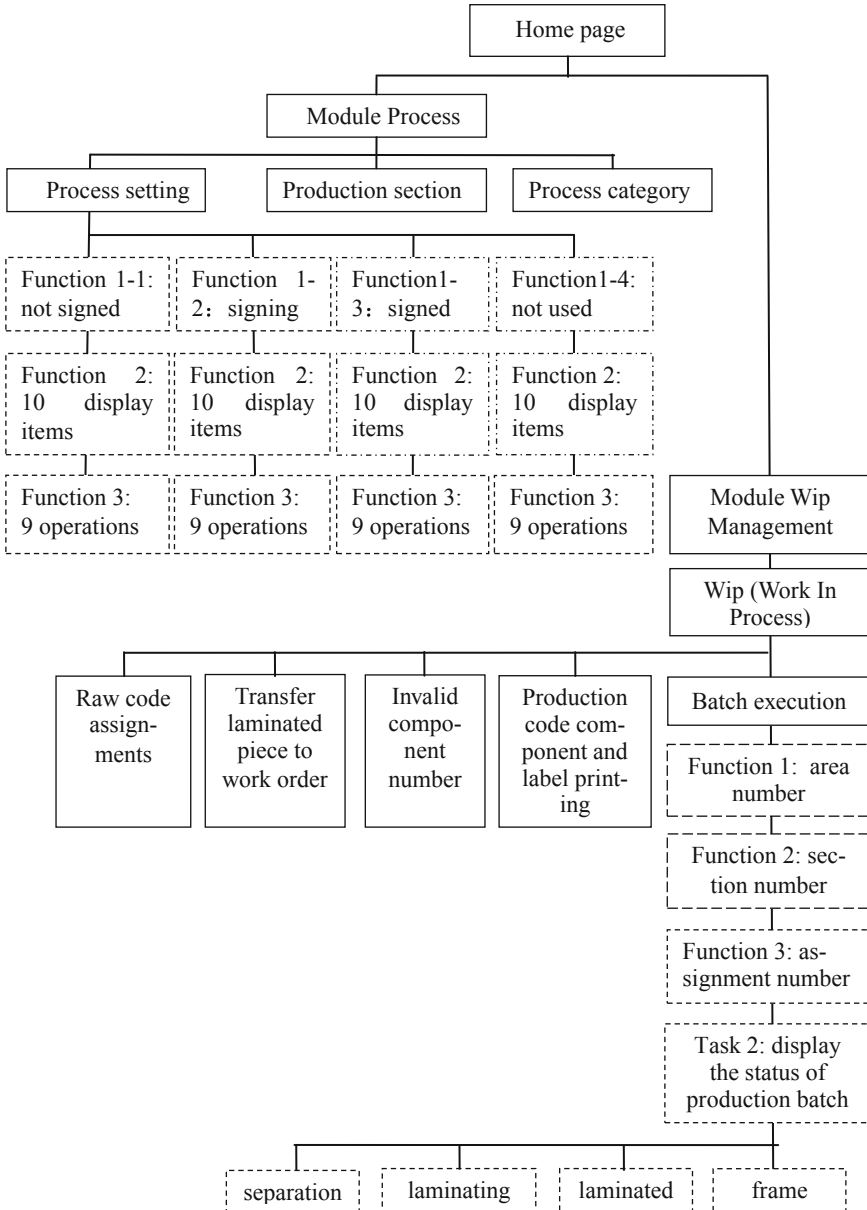 Home page
Module Process
Process setting
Production section
Process category
Function 1-1:
not signed
Function 1-
2：signing
Function1-
3：signed
Function1-4:
not used
Function 2:
10 display
items
Function 2:
10 display
items
Function 2:
10 display
items
Function 2:
10 display
items
Function 3:
9 operations
Function 3:
9 operations
Function 3:
9 operations
Function 3:
9 operations
Module Wip
Management
Wip (Work In
Process)
Raw code
assign-
ments
Transfer
laminated
piece to
work order
Invalid
compo-
nent
number
Production
code com-
ponent and
label print-
ing
Batch execution
Function 1: area
number
Function 2: sec-
tion number
Function 3: as-
signment number
Task 2: display
the status of
production batch
separation
laminating
laminated
frame